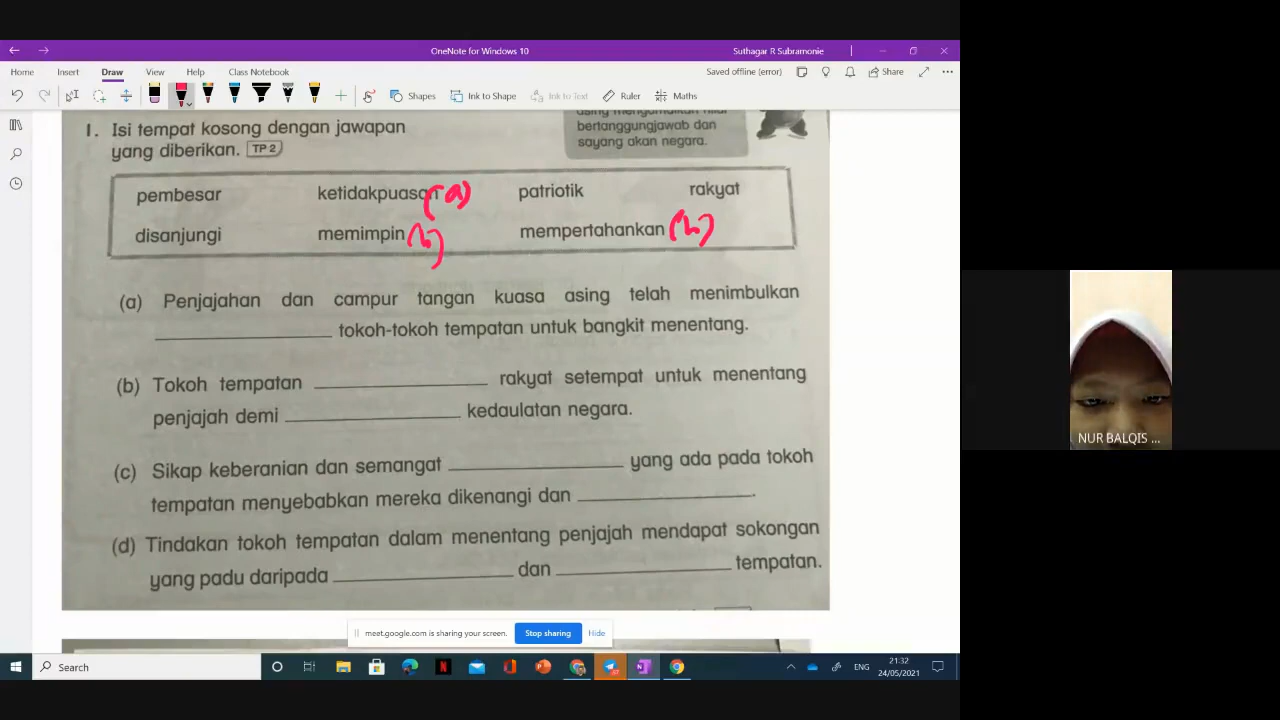 OneNote for Windows 10
Suthagar R Subramonie
Home Insert Draw View Help Class Notebook
Saved offline (error) Share
Shapes Ink to Shape Ink to Text Ruler Maths
1. Isi tempat kosong dengan jawapan
yang diberikan. TP 2
bertanggungjawab dan
sayang akan negara.
pembesar ketidakpuasan (a) patriotik rakyat
disanjungi memimpin (b) mempertahankan (b)
(a) Penjajahan dan campur tangan kuasa asing telah menimbulkan
tokoh-tokoh tempatan untuk bangkit menentang.
(b) Tokoh tempatan rakyat setempat untuk menentang
penjajah demi kedaulatan negara.
(c) Sikap keberanian dan semangat yang ada pada tokoh
tempatan menyebabkan mereka dikenangi dan .
(d) Tindakan tokoh tempatan dalam menentang penjajah mendapat sokongan
yang padu daripada dan tempatan.
meet.google.com is sharing your screen. Stop sharing Hide
Search
ENG
21:32
24/05/2021
NUR BALQIS ...